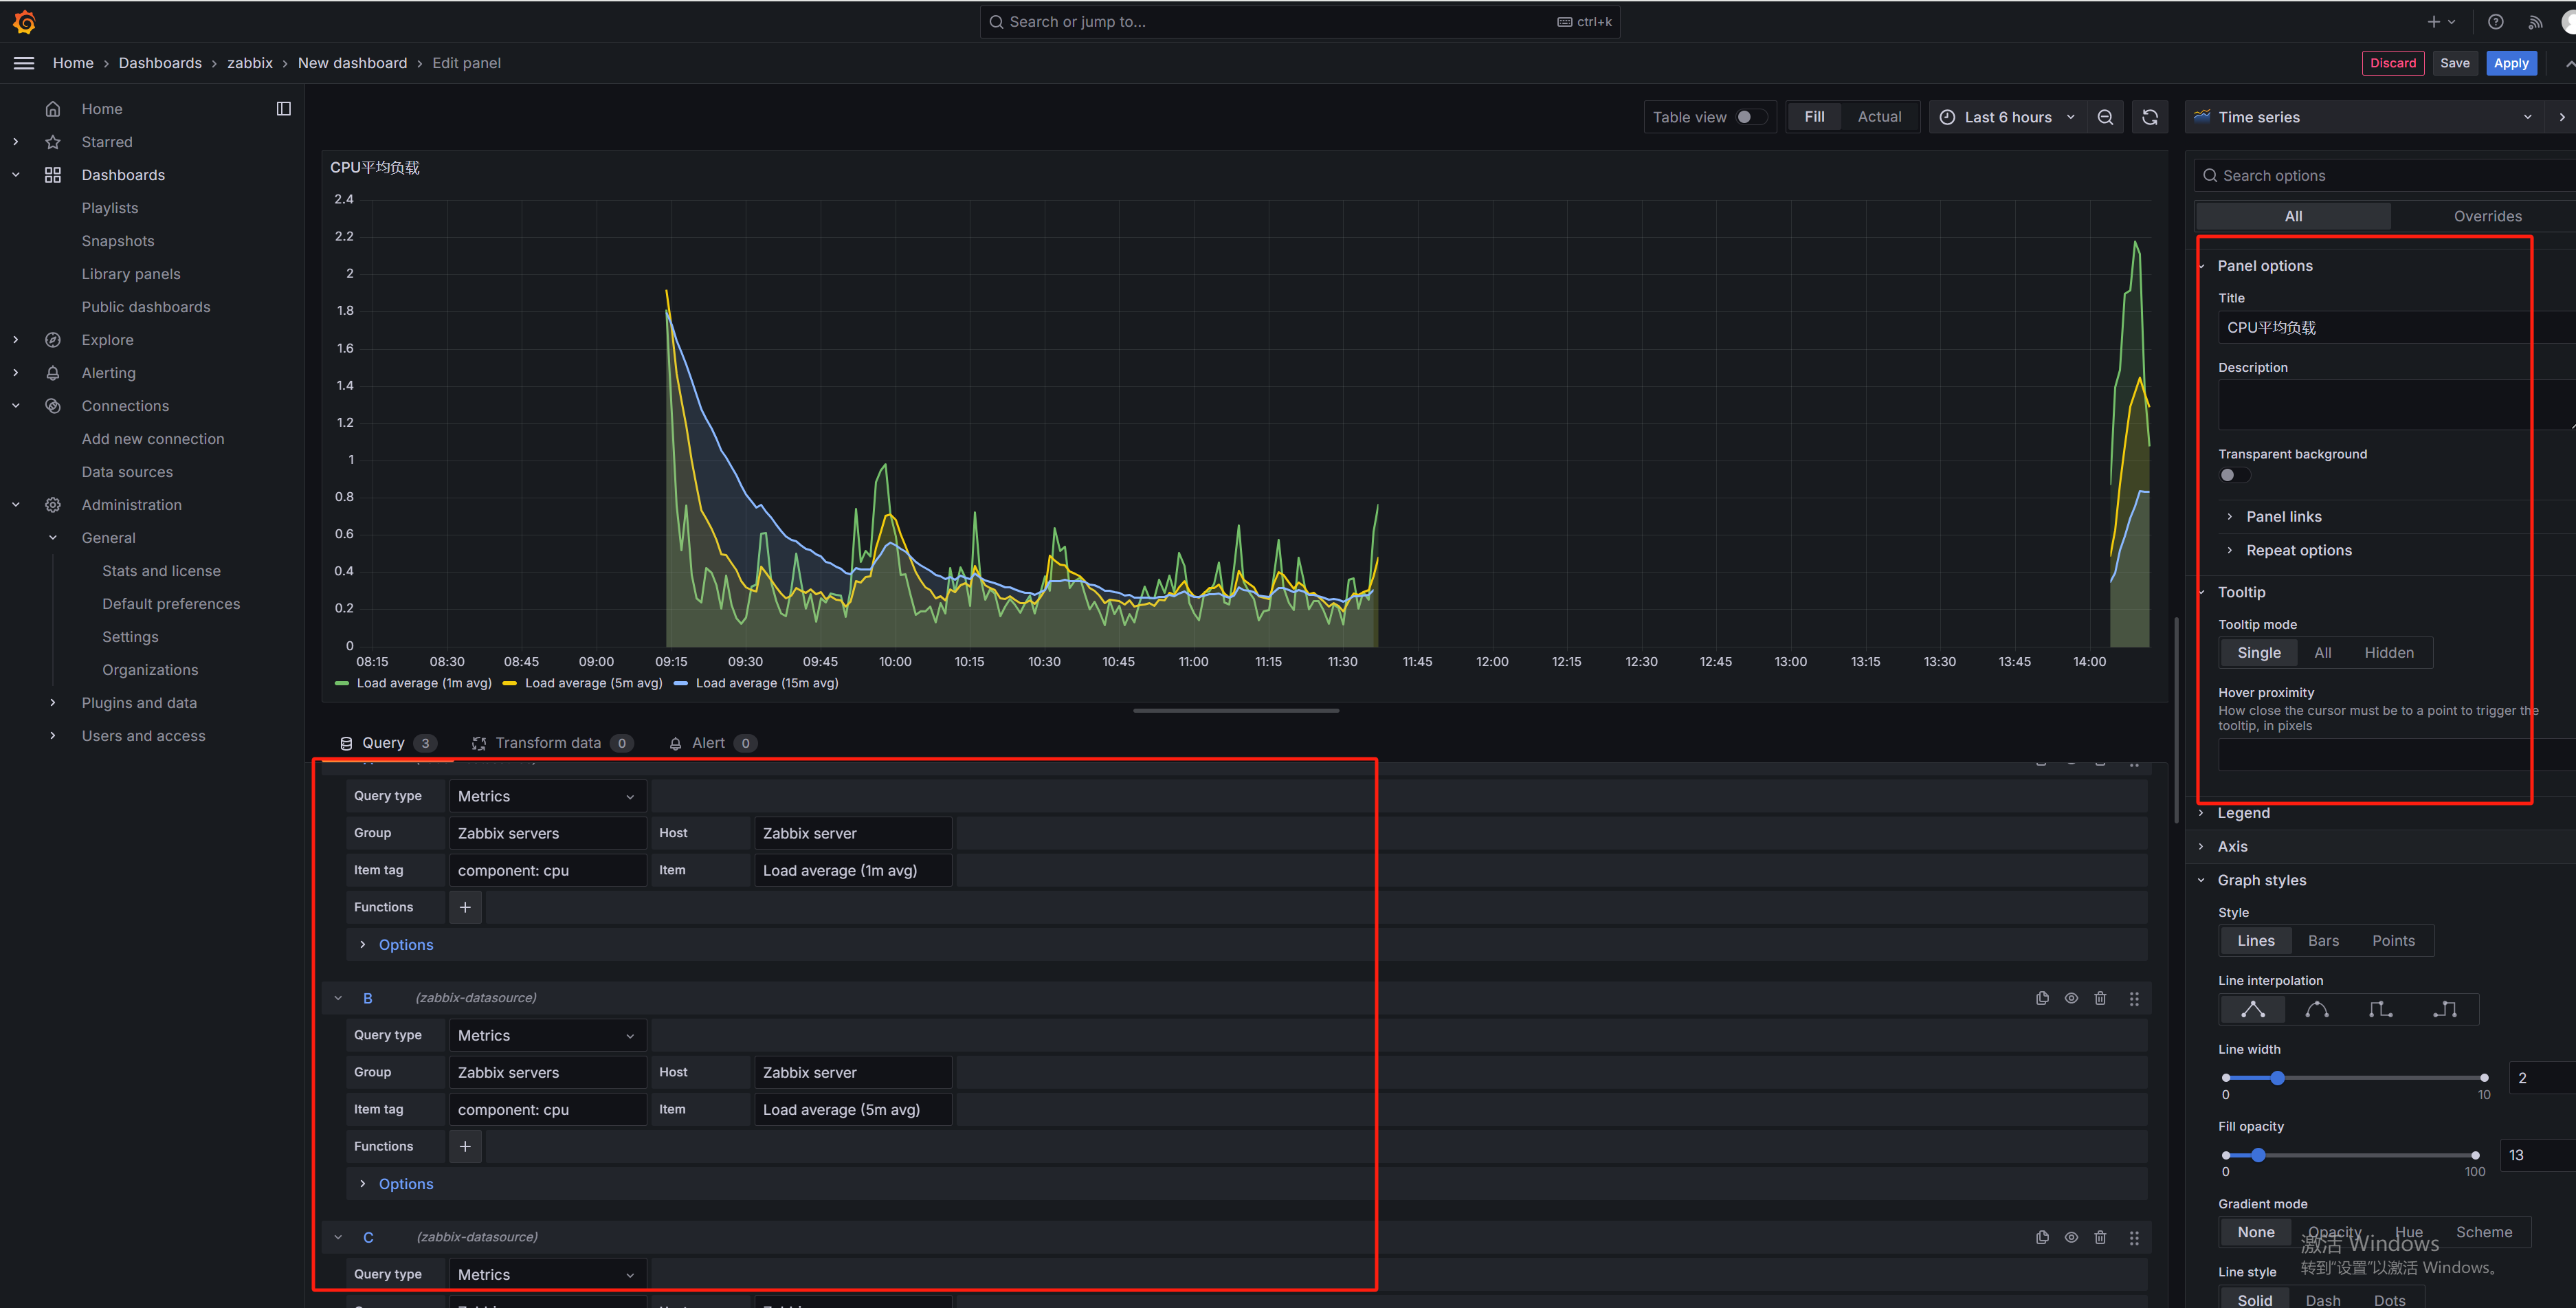 Search or jump to... ctrl+k
Home › Dashboards › zabbix › New dashboard › Edit panel
Discard Save Apply
Home
Starred
Dashboards
Playlists
Snapshots
Library panels
Public dashboards
Explore
Alerting
Connections
Add new connection
Data sources
Administration
General
Stats and license
Default preferences
Settings
Organizations
Plugins and data
Users and access
Table view Fill Actual Last 6 hours
CPU平均负载
2.4
2.2
2
1.8
1.6
1.4
1.2
1
0.8
0.6
0.4
0.2
0
08:15 08:30 08:45 09:00 09:15 09:30 09:45 10:00 10:15 10:30 10:45 11:00 11:15 11:30 11:45 12:00 12:15 12:30 12:45 13:00 13:15 13:30 13:45 14:00
Load average (1m avg) Load average (5m avg) Load average (15m avg)
Query 3 Transform data 0 Alert 0
Query type Metrics
Group Zabbix servers Host Zabbix server
Item tag component: cpu Item Load average (1m avg)
Functions +
Options
B (zabbix-datasource)
Query type Metrics
Group Zabbix servers Host Zabbix server
Item tag component: cpu Item Load average (5m avg)
Functions +
Options
C (zabbix-datasource)
Query type Metrics
Time series
Search options
All Overrides
Panel options
Title
CPU平均负载
Description
Transparent background
Panel links
Repeat options
Tooltip
Tooltip mode
Single All Hidden
Hover proximity
How close the cursor must be to a point to trigger the
tooltip, in pixels
Legend
Axis
Graph styles
Style
Lines Bars Points
Line interpolation
Line width
0 10 2
Fill opacity
0 100 13
Gradient mode
None Opacity Hue Scheme
激活 Windows
转到"设置"以激活 Windows。
Line style
Solid Dash Dots